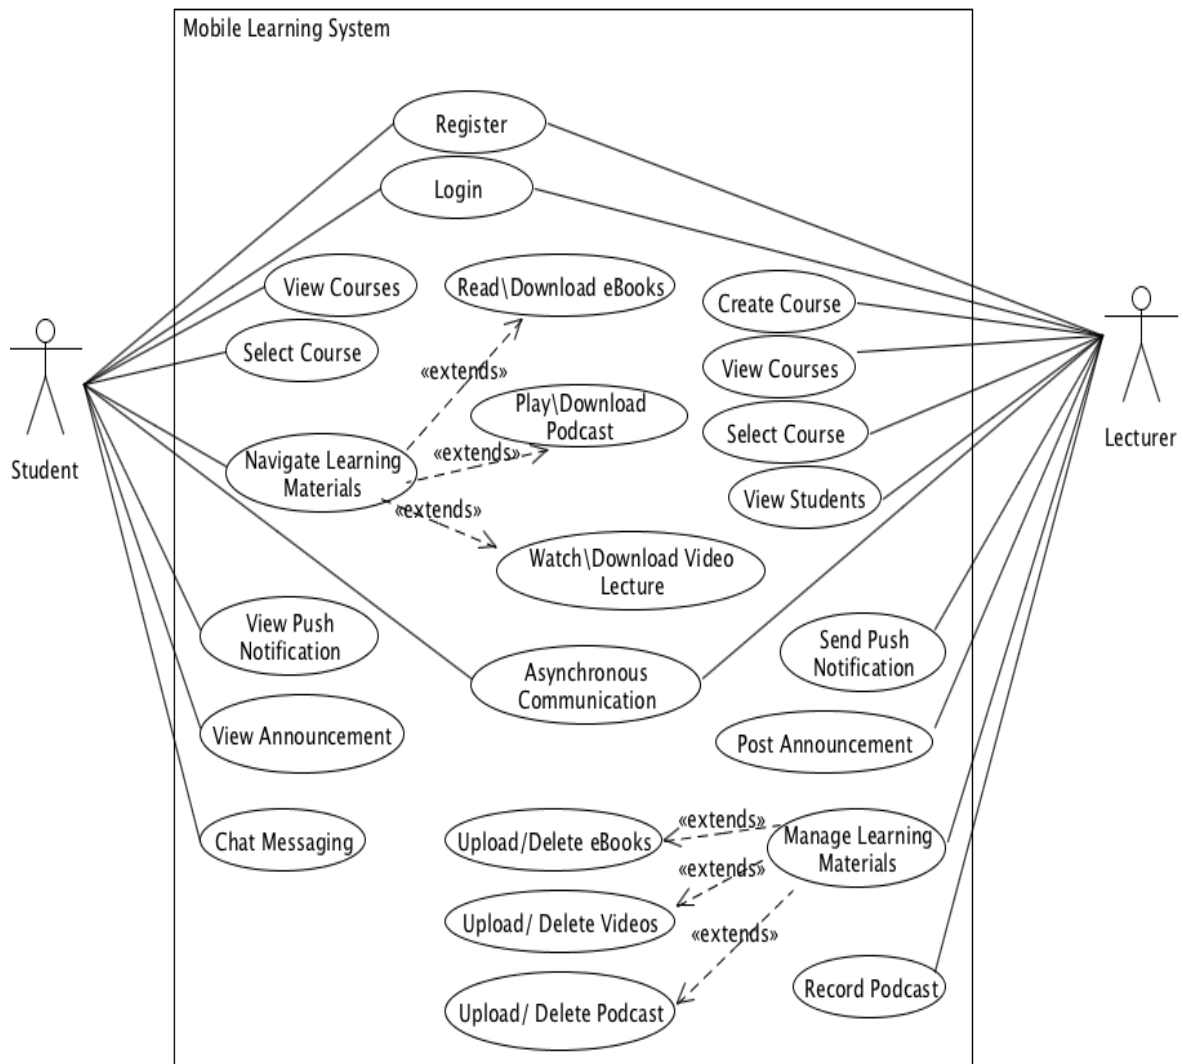 Mobile Learning System
Register
Login
View Courses
Read\Download eBooks
Create Course
Select Course
«extends»
View Courses
Play\Download
Podcast
Select Course
Student
Navigate Learning
Materials
«extends»
Lecturer
«extends»
View Students
Watch\Download Video
Lecture
View Push
Notification
Asynchronous
Communication
Send Push
Notification
View Announcement
Post Announcement
Chat Messaging
Upload/Delete eBooks
«extends»
Manage Learning
Materials
«extends»
Upload/ Delete Videos
«extends»
Upload/ Delete Podcast
Record Podcast